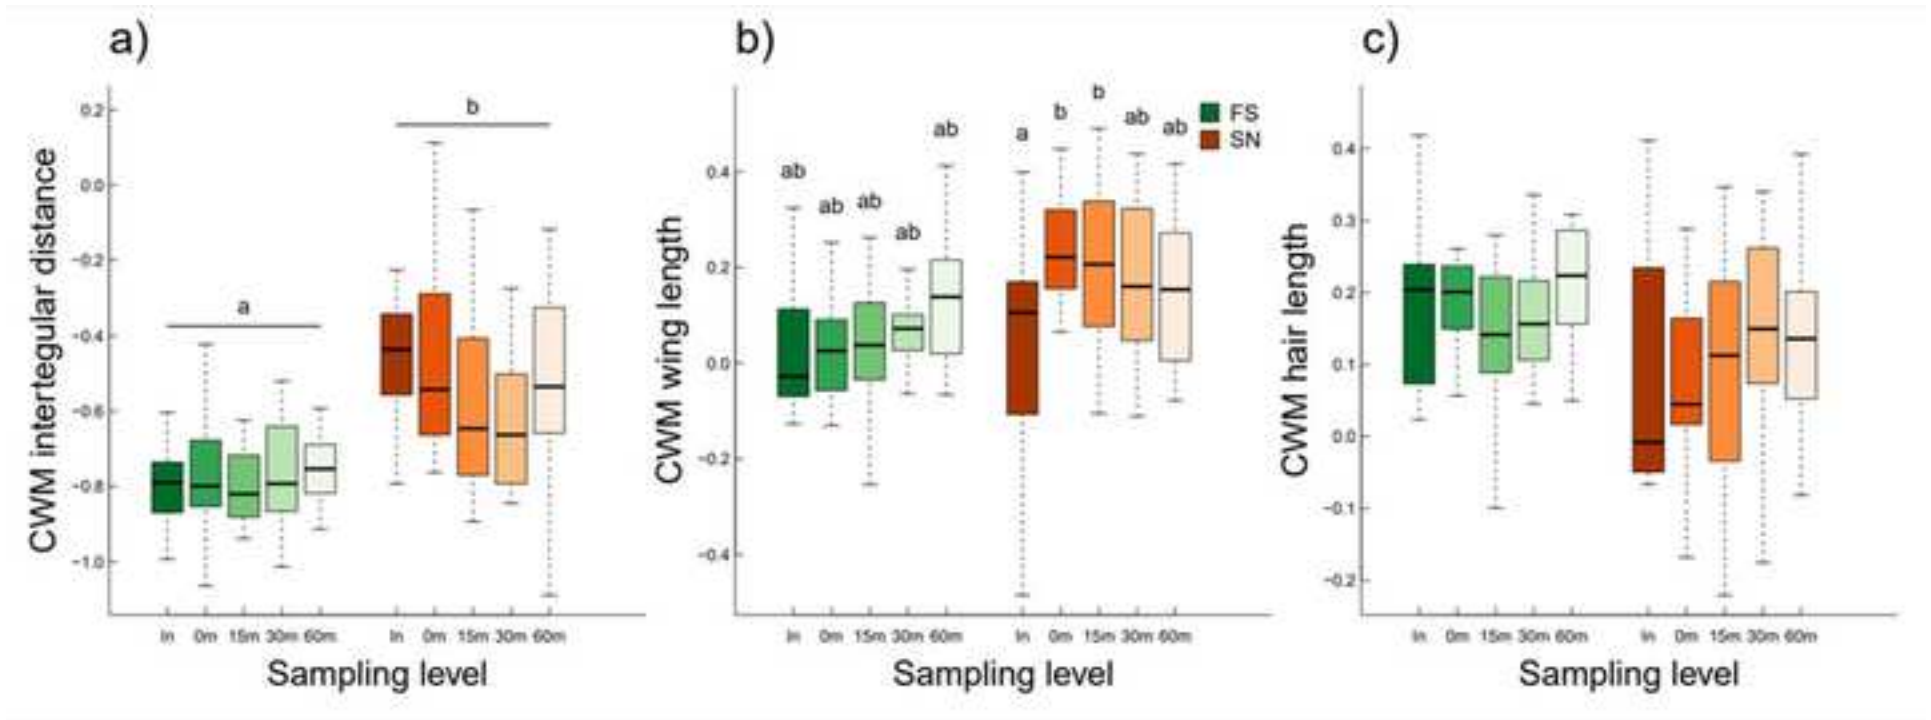 a)
CWM intertegular distance
0.2
0.0
−0.2
−0.4
−0.6
−0.8
−1.0
a
b
In 0m 15m 30m 60m In 0m 15m 30m 60m
Sampling level
b)
CWM wing length
0.4
0.2
0.0
−0.2
−0.4
ab ab ab ab ab a b b ab ab
FS
SN
In 0m 15m 30m 60m In 0m 15m 30m 60m
Sampling level
c)
CWM hair length
0.4
0.3
0.2
0.1
0.0
−0.1
−0.2
In 0m 15m 30m 60m In 0m 15m 30m 60m
Sampling level